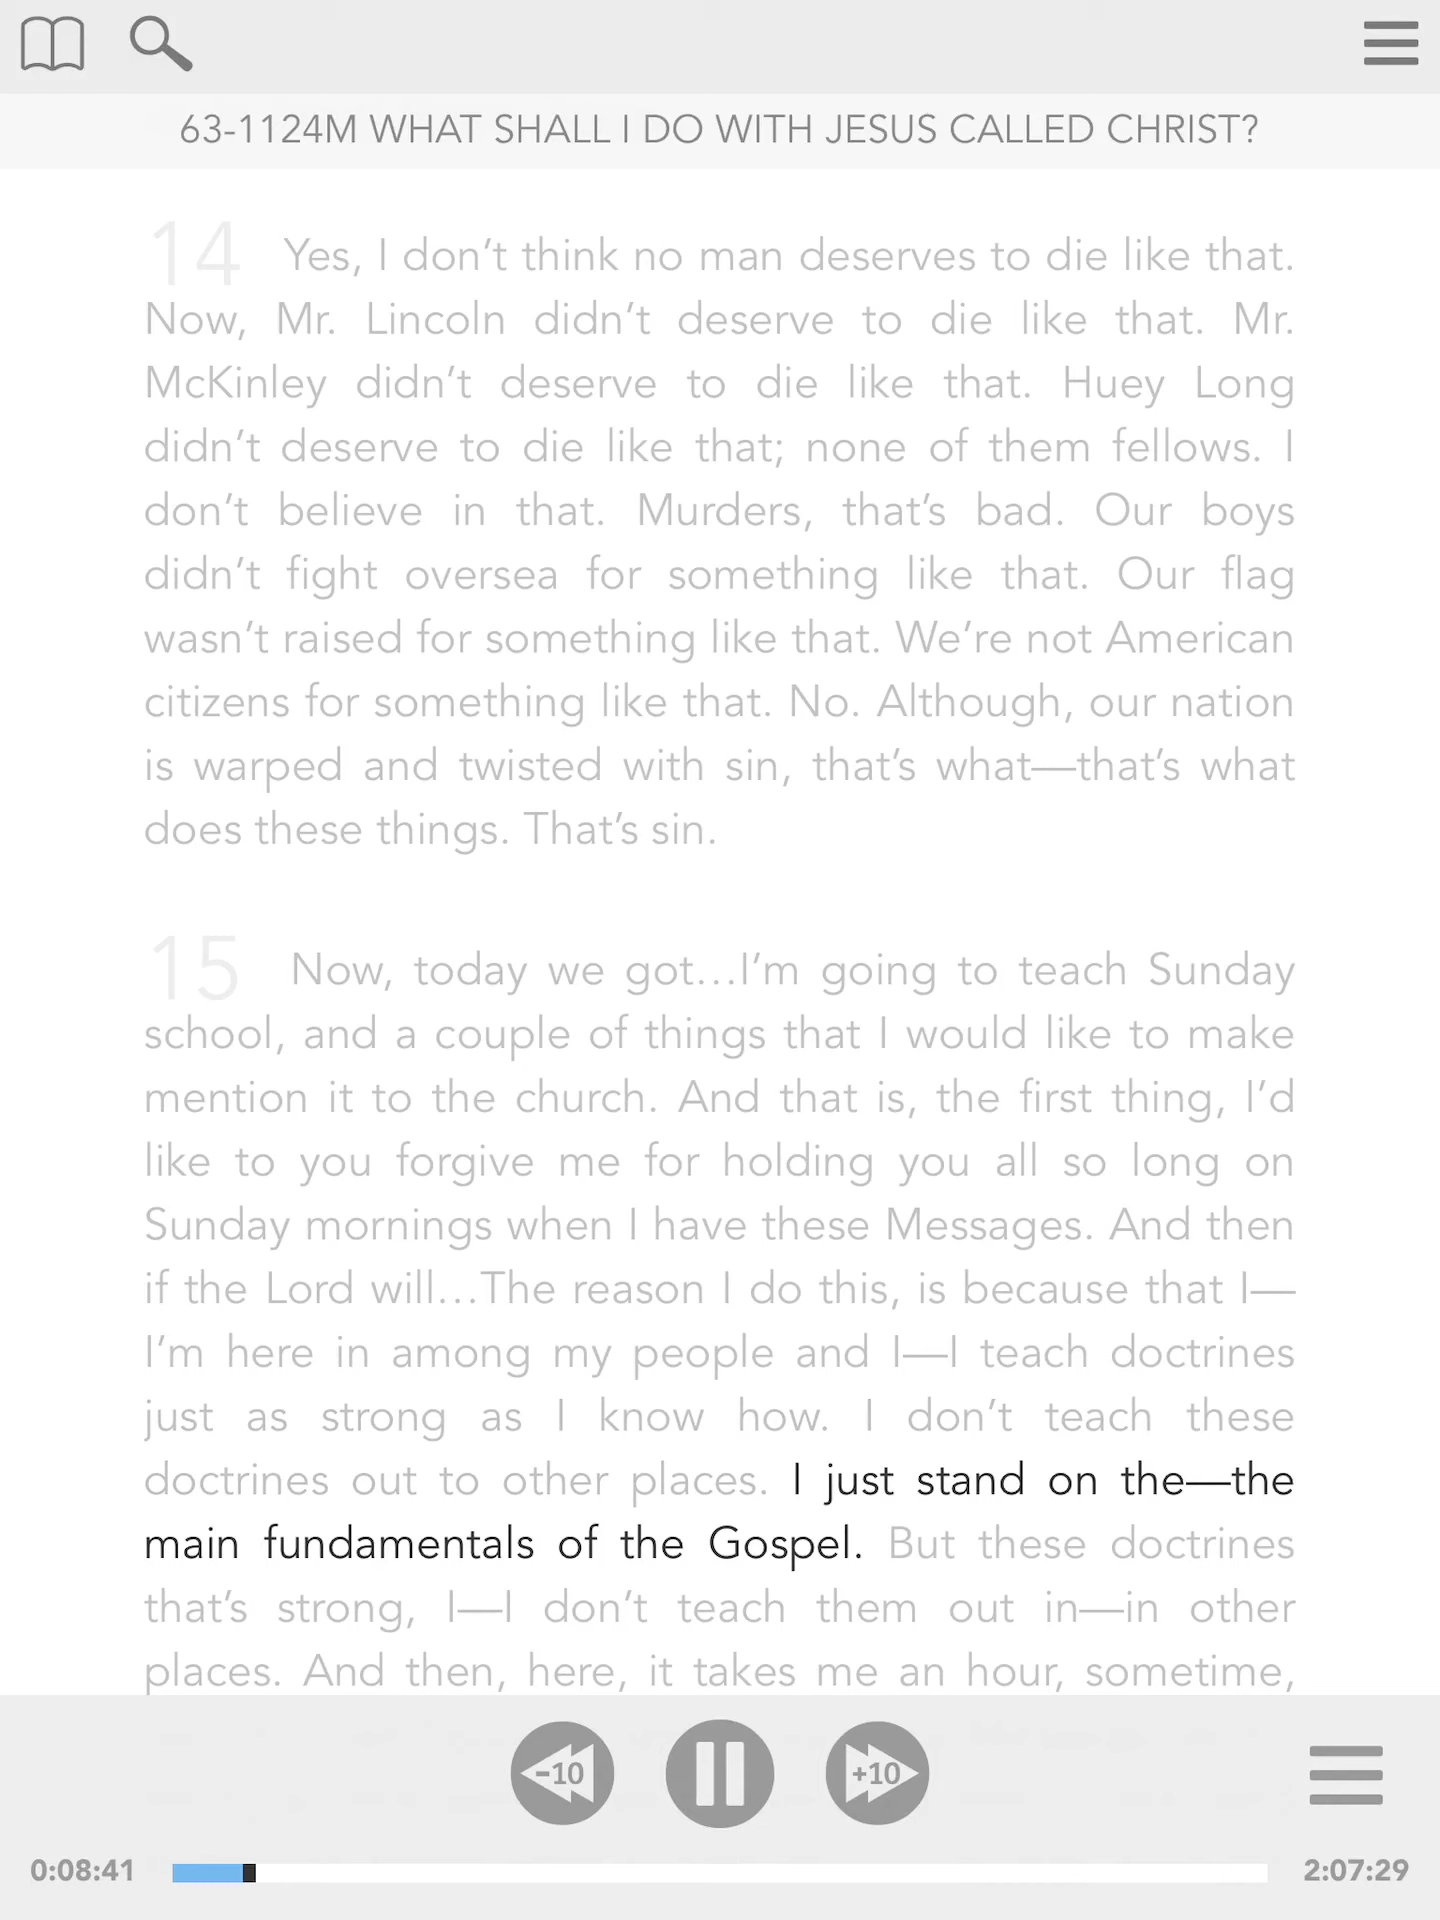 63-1124M WHAT SHALL I DO WITH JESUS CALLED CHRIST?
14 Yes, I don’t think no man deserves to die like that.
Now, Mr. Lincoln didn’t deserve to die like that. Mr.
McKinley didn’t deserve to die like that. Huey Long
didn’t deserve to die like that; none of them fellows. I
don’t believe in that. Murders, that’s bad. Our boys
didn’t fight oversea for something like that. Our flag
wasn’t raised for something like that. We’re not American
citizens for something like that. No. Although, our nation
is warped and twisted with sin, that’s what—that’s what
does these things. That’s sin.
15 Now, today we got…I’m going to teach Sunday
school, and a couple of things that I would like to make
mention it to the church. And that is, the first thing, I’d
like to you forgive me for holding you all so long on
Sunday mornings when I have these Messages. And then
if the Lord will…The reason I do this, is because that I—
I’m here in among my people and I—I teach doctrines
just as strong as I know how. I don’t teach these
doctrines out to other places. I just stand on the—the
main fundamentals of the Gospel. But these doctrines
that’s strong, I—I don’t teach them out in—in other
places. And then, here, it takes me an hour, sometime,
-10 +10
0:08:41 2:07:29